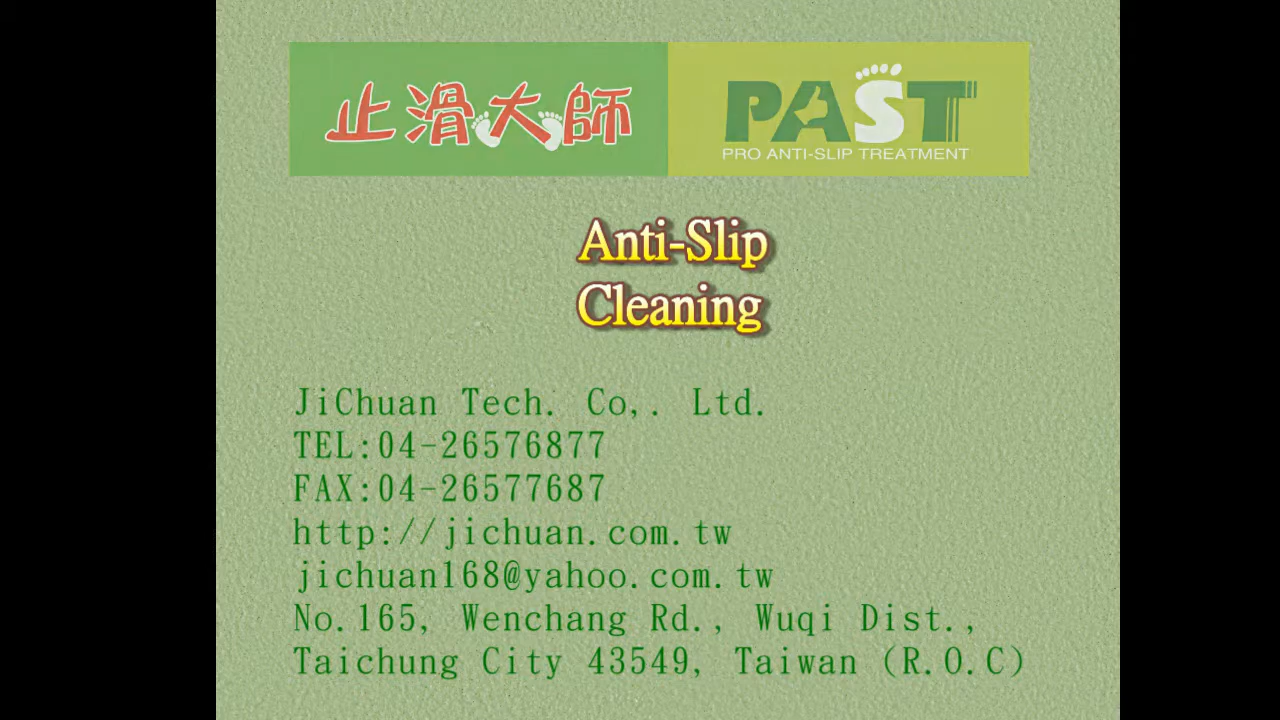 止滑大師
PAST
PRO ANTI-SLIP TREATMENT
Anti-Slip
Cleaning
JiChuan Tech. Co,. Ltd.
TEL:04-26576877
FAX:04-26577687
http://jichuan.com.tw
jichuan168@yahoo.com.tw
No.165, Wenchang Rd., Wuqi Dist.,
Taichung City 43549, Taiwan (R.O.C)